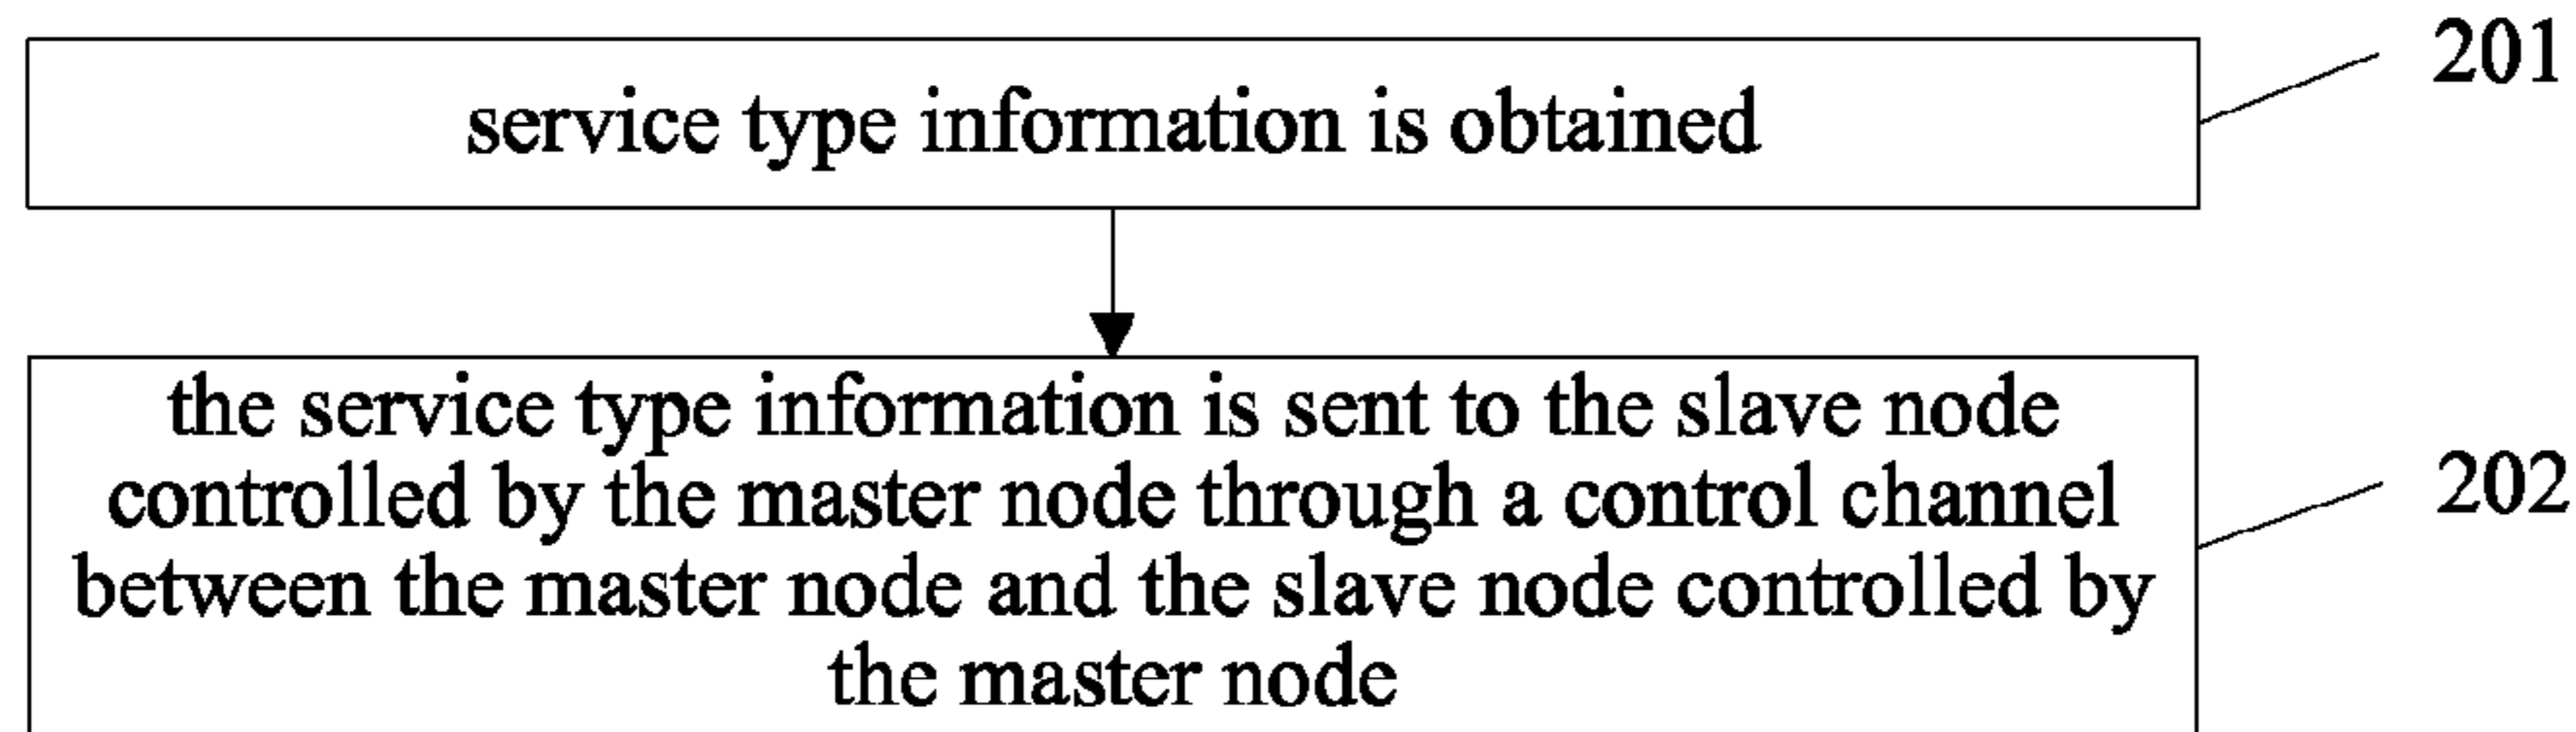 201
service type information is obtained
the service type information is sent to the slave node
controlled by the master node through a control channel
202
between the master node and the slave node controlled by
the master node